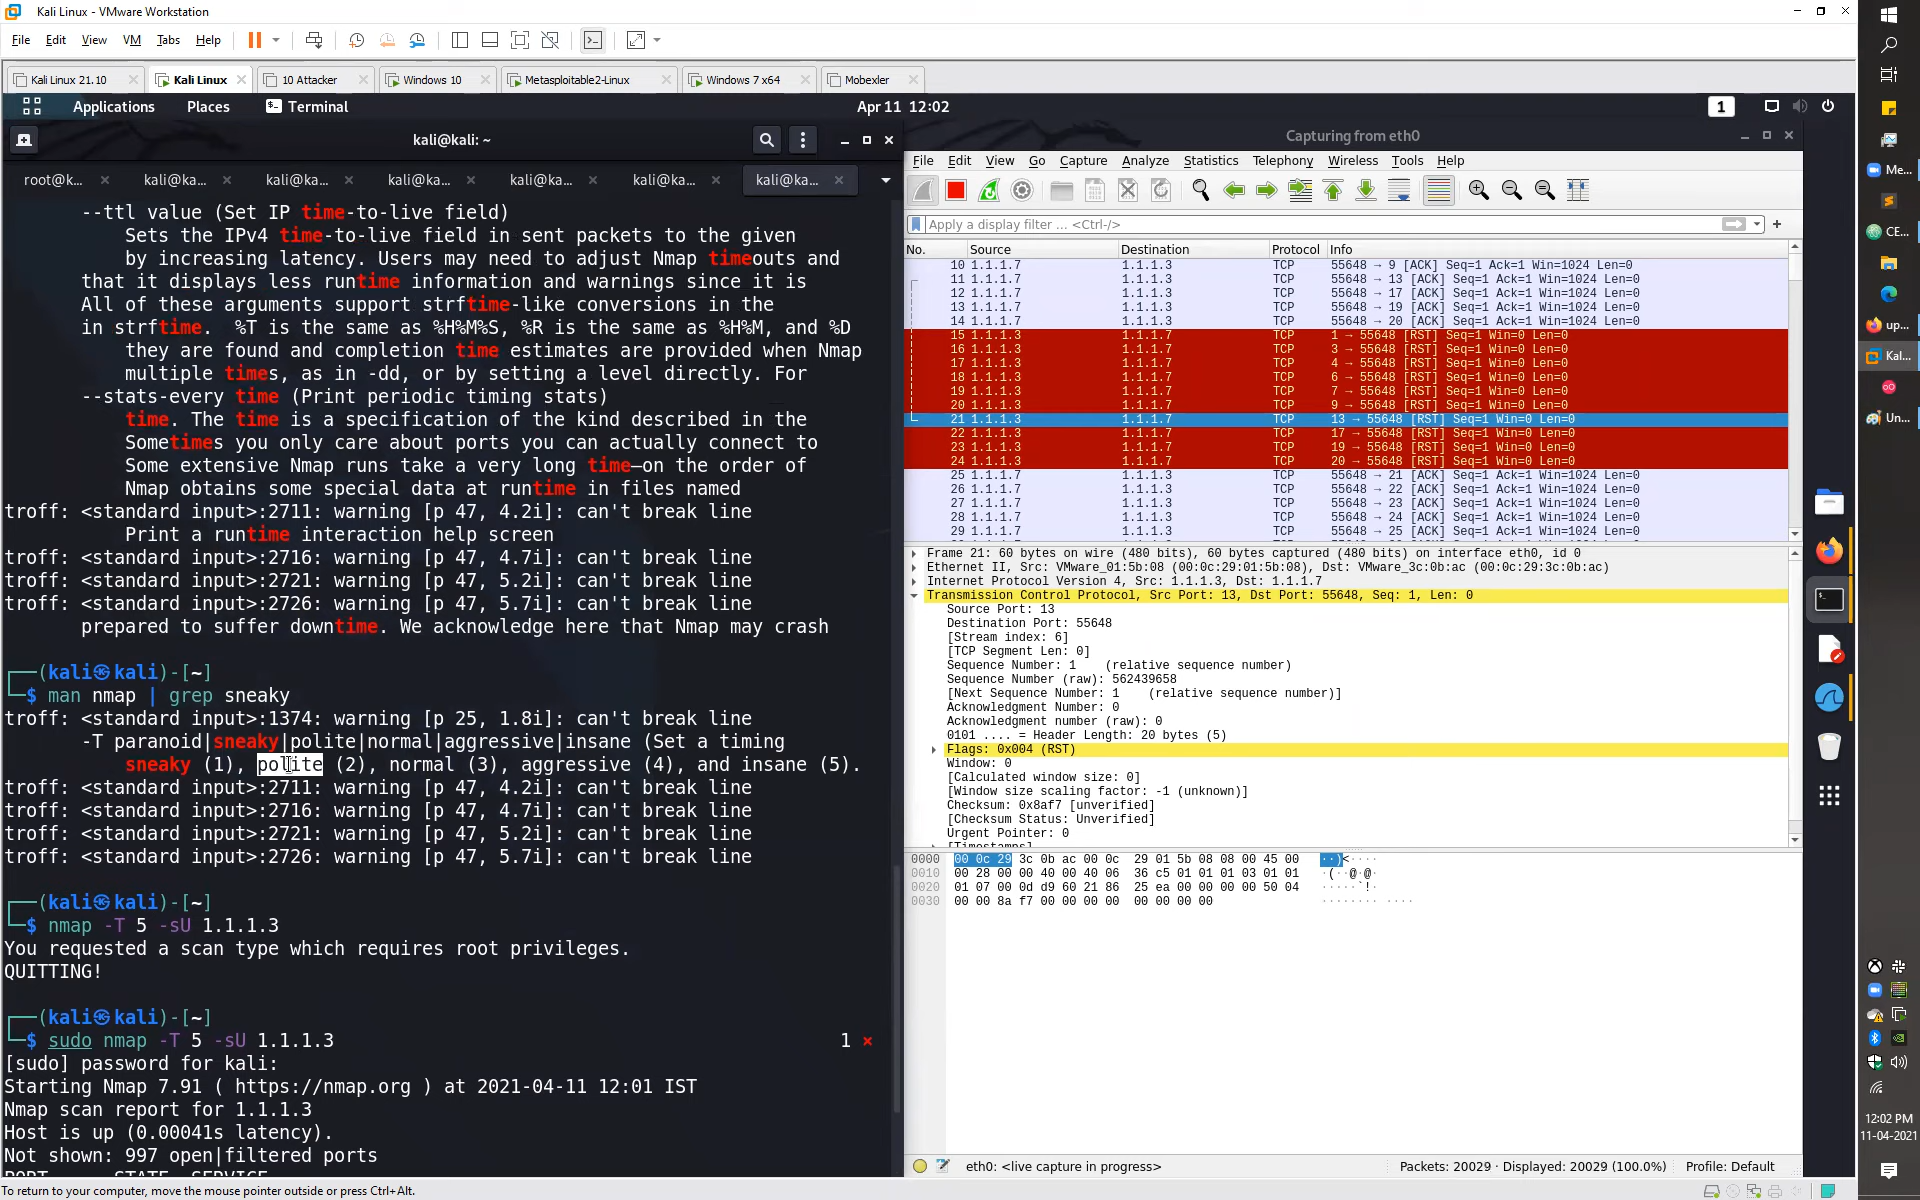 Kali Linux - VMware Workstation
File Edit View VM Tabs Help
Kali Linux 21.10
Kali Linux
10 Attacker
Windows 10
Metasploitable2-Linux
Windows 7 x64
Mobexler
Applications Places Terminal
Apr 11 12:02
1
kali@kali: ~
root@k... kali@ka... kali@ka... kali@ka... kali@ka... kali@ka... kali@ka...
--ttl value (Set IP time-to-live field)
Sets the IPv4 time-to-live field in sent packets to the given
by increasing latency. Users may need to adjust Nmap timeouts and
that it displays less runtime information and warnings since it is
All of these arguments support strftime-like conversions in the
in strftime.  %T is the same as %H%M%S, %R is the same as %H%M, and %D
they are found and completion time estimates are provided when Nmap
multiple times, as in -dd, or by setting a level directly. For
--stats-every time (Print periodic timing stats)
time. The time is a specification of the kind described in the
Sometimes you only care about ports you can actually connect to
Some extensive Nmap runs take a very long time—on the order of
Nmap obtains some special data at runtime in files named
troff: <standard input>:2711: warning [p 47, 4.2i]: can't break line
Print a runtime interaction help screen
troff: <standard input>:2716: warning [p 47, 4.7i]: can't break line
troff: <standard input>:2721: warning [p 47, 5.2i]: can't break line
troff: <standard input>:2726: warning [p 47, 5.7i]: can't break line
prepared to suffer downtime. We acknowledge here that Nmap may crash
┌──(kali㉿kali)-[~]
└─$ man nmap | grep sneaky
troff: <standard input>:1374: warning [p 25, 1.8i]: can't break line
-T paranoid|sneaky|polite|normal|aggressive|insane (Set a timing
sneaky (1), polite (2), normal (3), aggressive (4), and insane (5).
troff: <standard input>:2711: warning [p 47, 4.2i]: can't break line
troff: <standard input>:2716: warning [p 47, 4.7i]: can't break line
troff: <standard input>:2721: warning [p 47, 5.2i]: can't break line
troff: <standard input>:2726: warning [p 47, 5.7i]: can't break line
┌──(kali㉿kali)-[~]
└─$ nmap -T 5 -sU 1.1.1.3
You requested a scan type which requires root privileges.
QUITTING!
┌──(kali㉿kali)-[~]
└─$ sudo nmap -T 5 -sU 1.1.1.3 1 ×
[sudo] password for kali:
Starting Nmap 7.91 ( https://nmap.org ) at 2021-04-11 12:01 IST
Nmap scan report for 1.1.1.3
Host is up (0.00041s latency).
Not shown: 997 open|filtered ports
PORT STATE SERVICE
Capturing from eth0
File Edit View Go Capture Analyze Statistics Telephony Wireless Tools Help
Apply a display filter ... <Ctrl-/>
No. Source Destination Protocol Info
10 1.1.1.7 1.1.1.3 TCP 55648 → 9 [ACK] Seq=1 Ack=1 Win=1024 Len=0
11 1.1.1.7 1.1.1.3 TCP 55648 → 13 [ACK] Seq=1 Ack=1 Win=1024 Len=0
12 1.1.1.7 1.1.1.3 TCP 55648 → 17 [ACK] Seq=1 Ack=1 Win=1024 Len=0
13 1.1.1.7 1.1.1.3 TCP 55648 → 19 [ACK] Seq=1 Ack=1 Win=1024 Len=0
14 1.1.1.7 1.1.1.3 TCP 55648 → 20 [ACK] Seq=1 Ack=1 Win=1024 Len=0
15 1.1.1.3 1.1.1.7 TCP 1 → 55648 [RST] Seq=1 Win=0 Len=0
16 1.1.1.3 1.1.1.7 TCP 3 → 55648 [RST] Seq=1 Win=0 Len=0
17 1.1.1.3 1.1.1.7 TCP 4 → 55648 [RST] Seq=1 Win=0 Len=0
18 1.1.1.3 1.1.1.7 TCP 6 → 55648 [RST] Seq=1 Win=0 Len=0
19 1.1.1.3 1.1.1.7 TCP 7 → 55648 [RST] Seq=1 Win=0 Len=0
20 1.1.1.3 1.1.1.7 TCP 9 → 55648 [RST] Seq=1 Win=0 Len=0
21 1.1.1.3 1.1.1.7 TCP 13 → 55648 [RST] Seq=1 Win=0 Len=0
22 1.1.1.3 1.1.1.7 TCP 17 → 55648 [RST] Seq=1 Win=0 Len=0
23 1.1.1.3 1.1.1.7 TCP 19 → 55648 [RST] Seq=1 Win=0 Len=0
24 1.1.1.3 1.1.1.7 TCP 20 → 55648 [RST] Seq=1 Win=0 Len=0
25 1.1.1.7 1.1.1.3 TCP 55648 → 21 [ACK] Seq=1 Ack=1 Win=1024 Len=0
26 1.1.1.7 1.1.1.3 TCP 55648 → 22 [ACK] Seq=1 Ack=1 Win=1024 Len=0
27 1.1.1.7 1.1.1.3 TCP 55648 → 23 [ACK] Seq=1 Ack=1 Win=1024 Len=0
28 1.1.1.7 1.1.1.3 TCP 55648 → 24 [ACK] Seq=1 Ack=1 Win=1024 Len=0
29 1.1.1.7 1.1.1.3 TCP 55648 → 25 [ACK] Seq=1 Ack=1 Win=1024 Len=0
Frame 21: 60 bytes on wire (480 bits), 60 bytes captured (480 bits) on interface eth0, id 0
Ethernet II, Src: VMware_01:5b:08 (00:0c:29:01:5b:08), Dst: VMware_3c:0b:ac (00:0c:29:3c:0b:ac)
Internet Protocol Version 4, Src: 1.1.1.3, Dst: 1.1.1.7
Transmission Control Protocol, Src Port: 13, Dst Port: 55648, Seq: 1, Len: 0
Source Port: 13
Destination Port: 55648
[Stream index: 6]
[TCP Segment Len: 0]
Sequence Number: 1    (relative sequence number)
Sequence Number (raw): 562439658
[Next Sequence Number: 1    (relative sequence number)]
Acknowledgment Number: 0
Acknowledgment number (raw): 0
0101 .... = Header Length: 20 bytes (5)
Flags: 0x004 (RST)
Window: 0
[Calculated window size: 0]
[Window size scaling factor: -1 (unknown)]
Checksum: 0x8af7 [unverified]
[Checksum Status: Unverified]
Urgent Pointer: 0
[Timestamps]
0000 00 0c 29 3c 0b ac 00 0c 29 01 5b 08 08 00 45 00 ··)<····
0010 00 28 00 00 40 00 40 06 36 c5 01 01 01 03 01 01 ·(··@·@·
0020 01 07 00 0d d9 60 21 86 25 ea 00 00 00 00 50 04 ·····`!·
0030 00 00 8a f7 00 00 00 00 00 00 00 00 ········ ····
eth0: <live capture in progress>
Packets: 20029 · Displayed: 20029 (100.0%)
Profile: Default
Me...
CE...
up...
Kal...
Un...
12:02 PM
11-04-2021
To return to your computer, move the mouse pointer outside or press Ctrl+Alt.